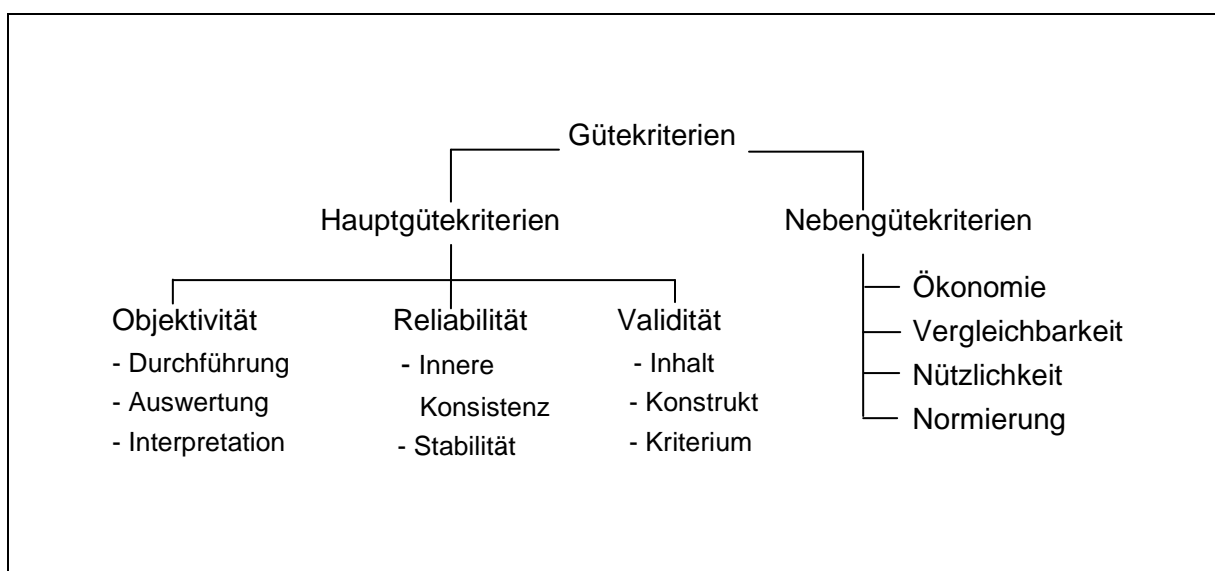 Gütekriterien
Hauptgütekriterien
Objektivität
- Durchführung
- Auswertung
- Interpretation
Reliabilität
- Innere
Konsistenz
- Stabilität
Validität
- Inhalt
- Konstrukt
- Kriterium
Nebengütekriterien
Ökonomie
Vergleichbarkeit
Nützlichkeit
Normierung